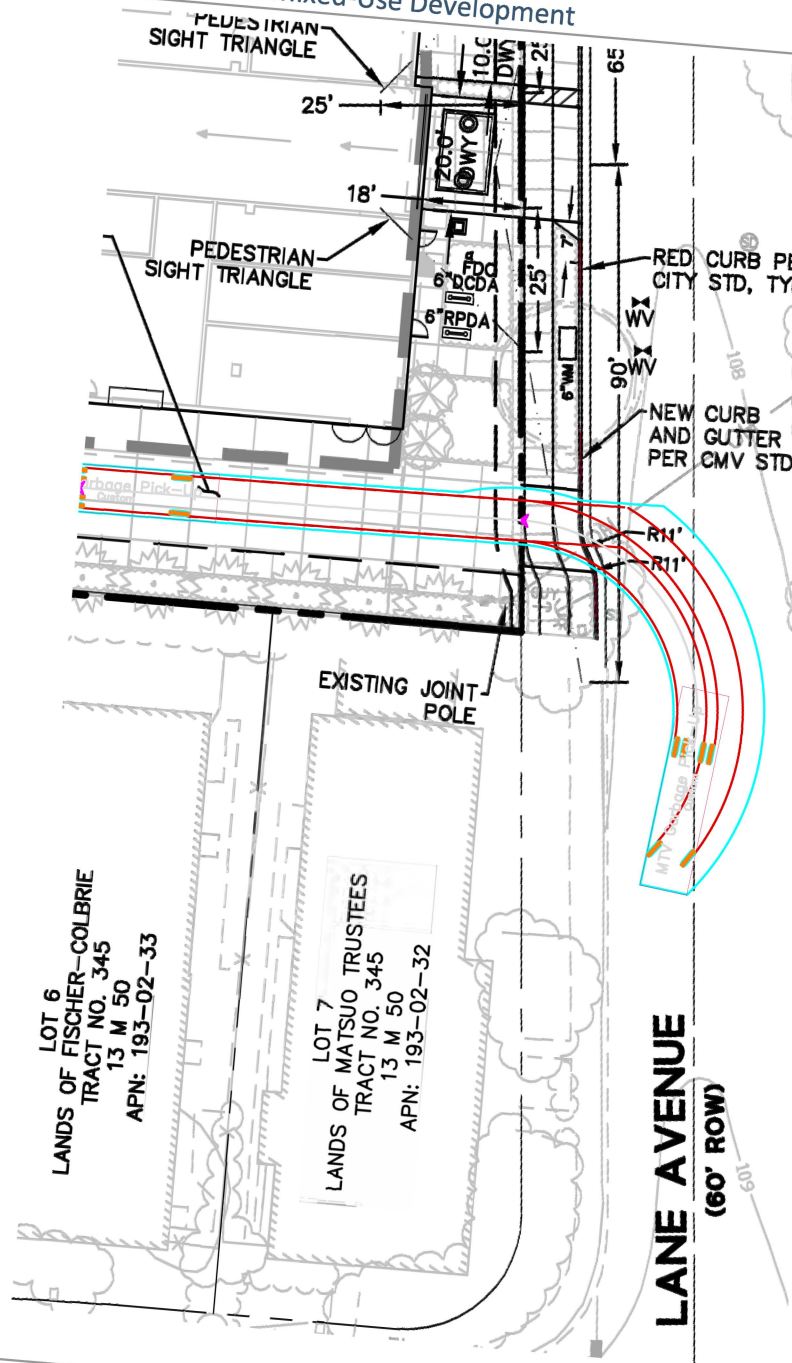 Mixed-Use Development
PEDESTRIAN
SIGHT TRIANGLE
25'
10.0
DWY
25
65
20.0'
DWY
18'
PEDESTRIAN
SIGHT TRIANGLE
FDC
6"DCDA
6"RPDA
25'
7'
6"WM
90'
RED CURB PE
CITY STD, TY
WV
WV
108
NEW CURB
AND GUTTER
PER CMV STD
Garbage Pick-U
Custom
R11'
R11'
GUY
EXISTING JOINT
POLE
MTV Garbage Pick-Up
LOT 6
LANDS OF FISCHER-COLBRIE
TRACT NO. 345
13 M 50
APN: 193-02-33
LOT 7
LANDS OF MATSUO TRUSTEES
TRACT NO. 345
13 M 50
APN: 193-02-32
LANE AVENUE
(60' ROW)
109